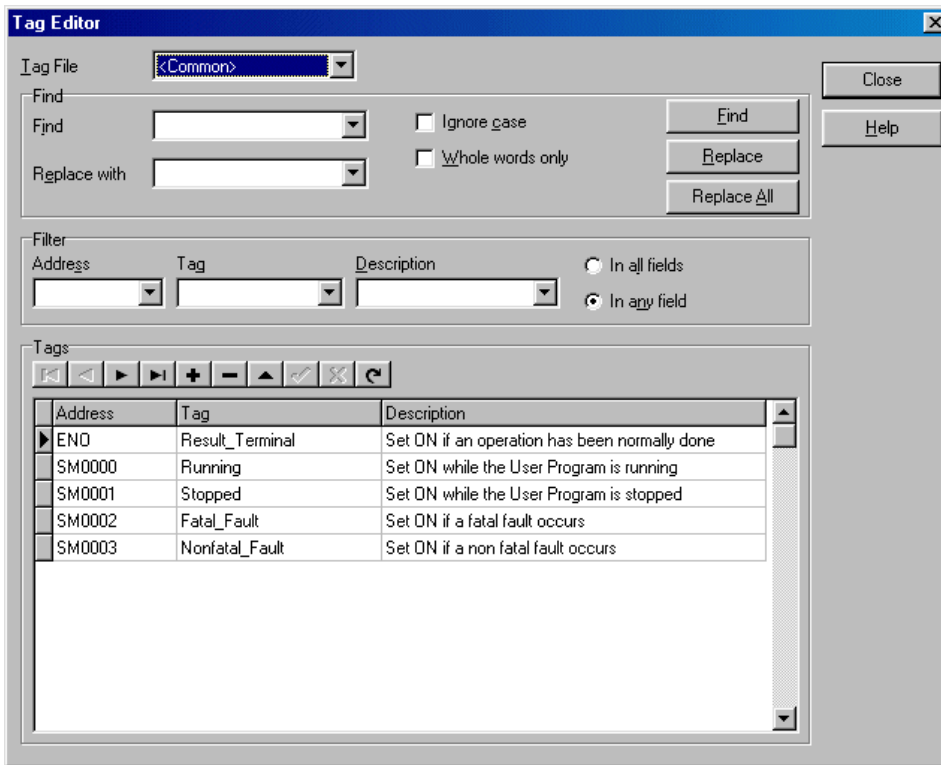 Tag Editor
Tag File <Common>
Close
Find
Find
Ignore case
Find
Help
Whole words only
Replace
Replace with
Replace All
Filter
Address Tag Description
In all fields
In any field
Tags
Address Tag Description
ENO Result_Terminal Set ON if an operation has been normally done
SM0000 Running Set ON while the User Program is running
SM0001 Stopped Set ON while the User Program is stopped
SM0002 Fatal_Fault Set ON if a fatal fault occurs
SM0003 Nonfatal_Fault Set ON if a non fatal fault occurs